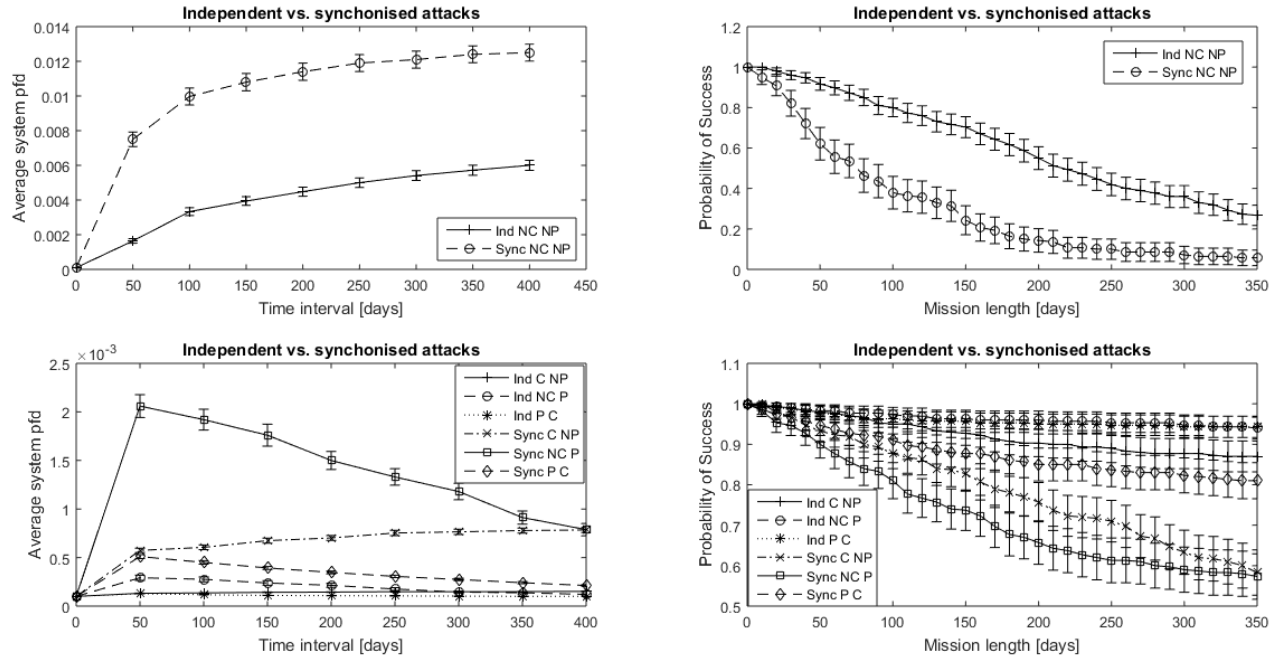 Independent vs. synchonised attacks
Average system pfd
0.014
0.012
0.01
0.008
0.006
0.004
0.002
0
Ind NC NP
Sync NC NP
0 50 100 150 200 250 300 350 400 450
Time interval [days]
Independent vs. synchonised attacks
Probability of Success
1.2
1
0.8
0.6
0.4
0.2
0
Ind NC NP
Sync NC NP
0 50 100 150 200 250 300 350
Mission length [days]
Independent vs. synchonised attacks
× 10⁻³
Average system pfd
2.5
2
1.5
1
0.5
0
Ind C NP
Ind NC P
Ind P C
Sync C NP
Sync NC P
Sync P C
0 50 100 150 200 250 300 350 400
Time interval [days]
Independent vs. synchonised attacks
Probability of Success
1.1
1
0.9
0.8
0.7
0.6
0.5
Ind C NP
Ind NC P
Ind P C
Sync C NP
Sync NC P
Sync P C
0 50 100 150 200 250 300 350
Mission length [days]